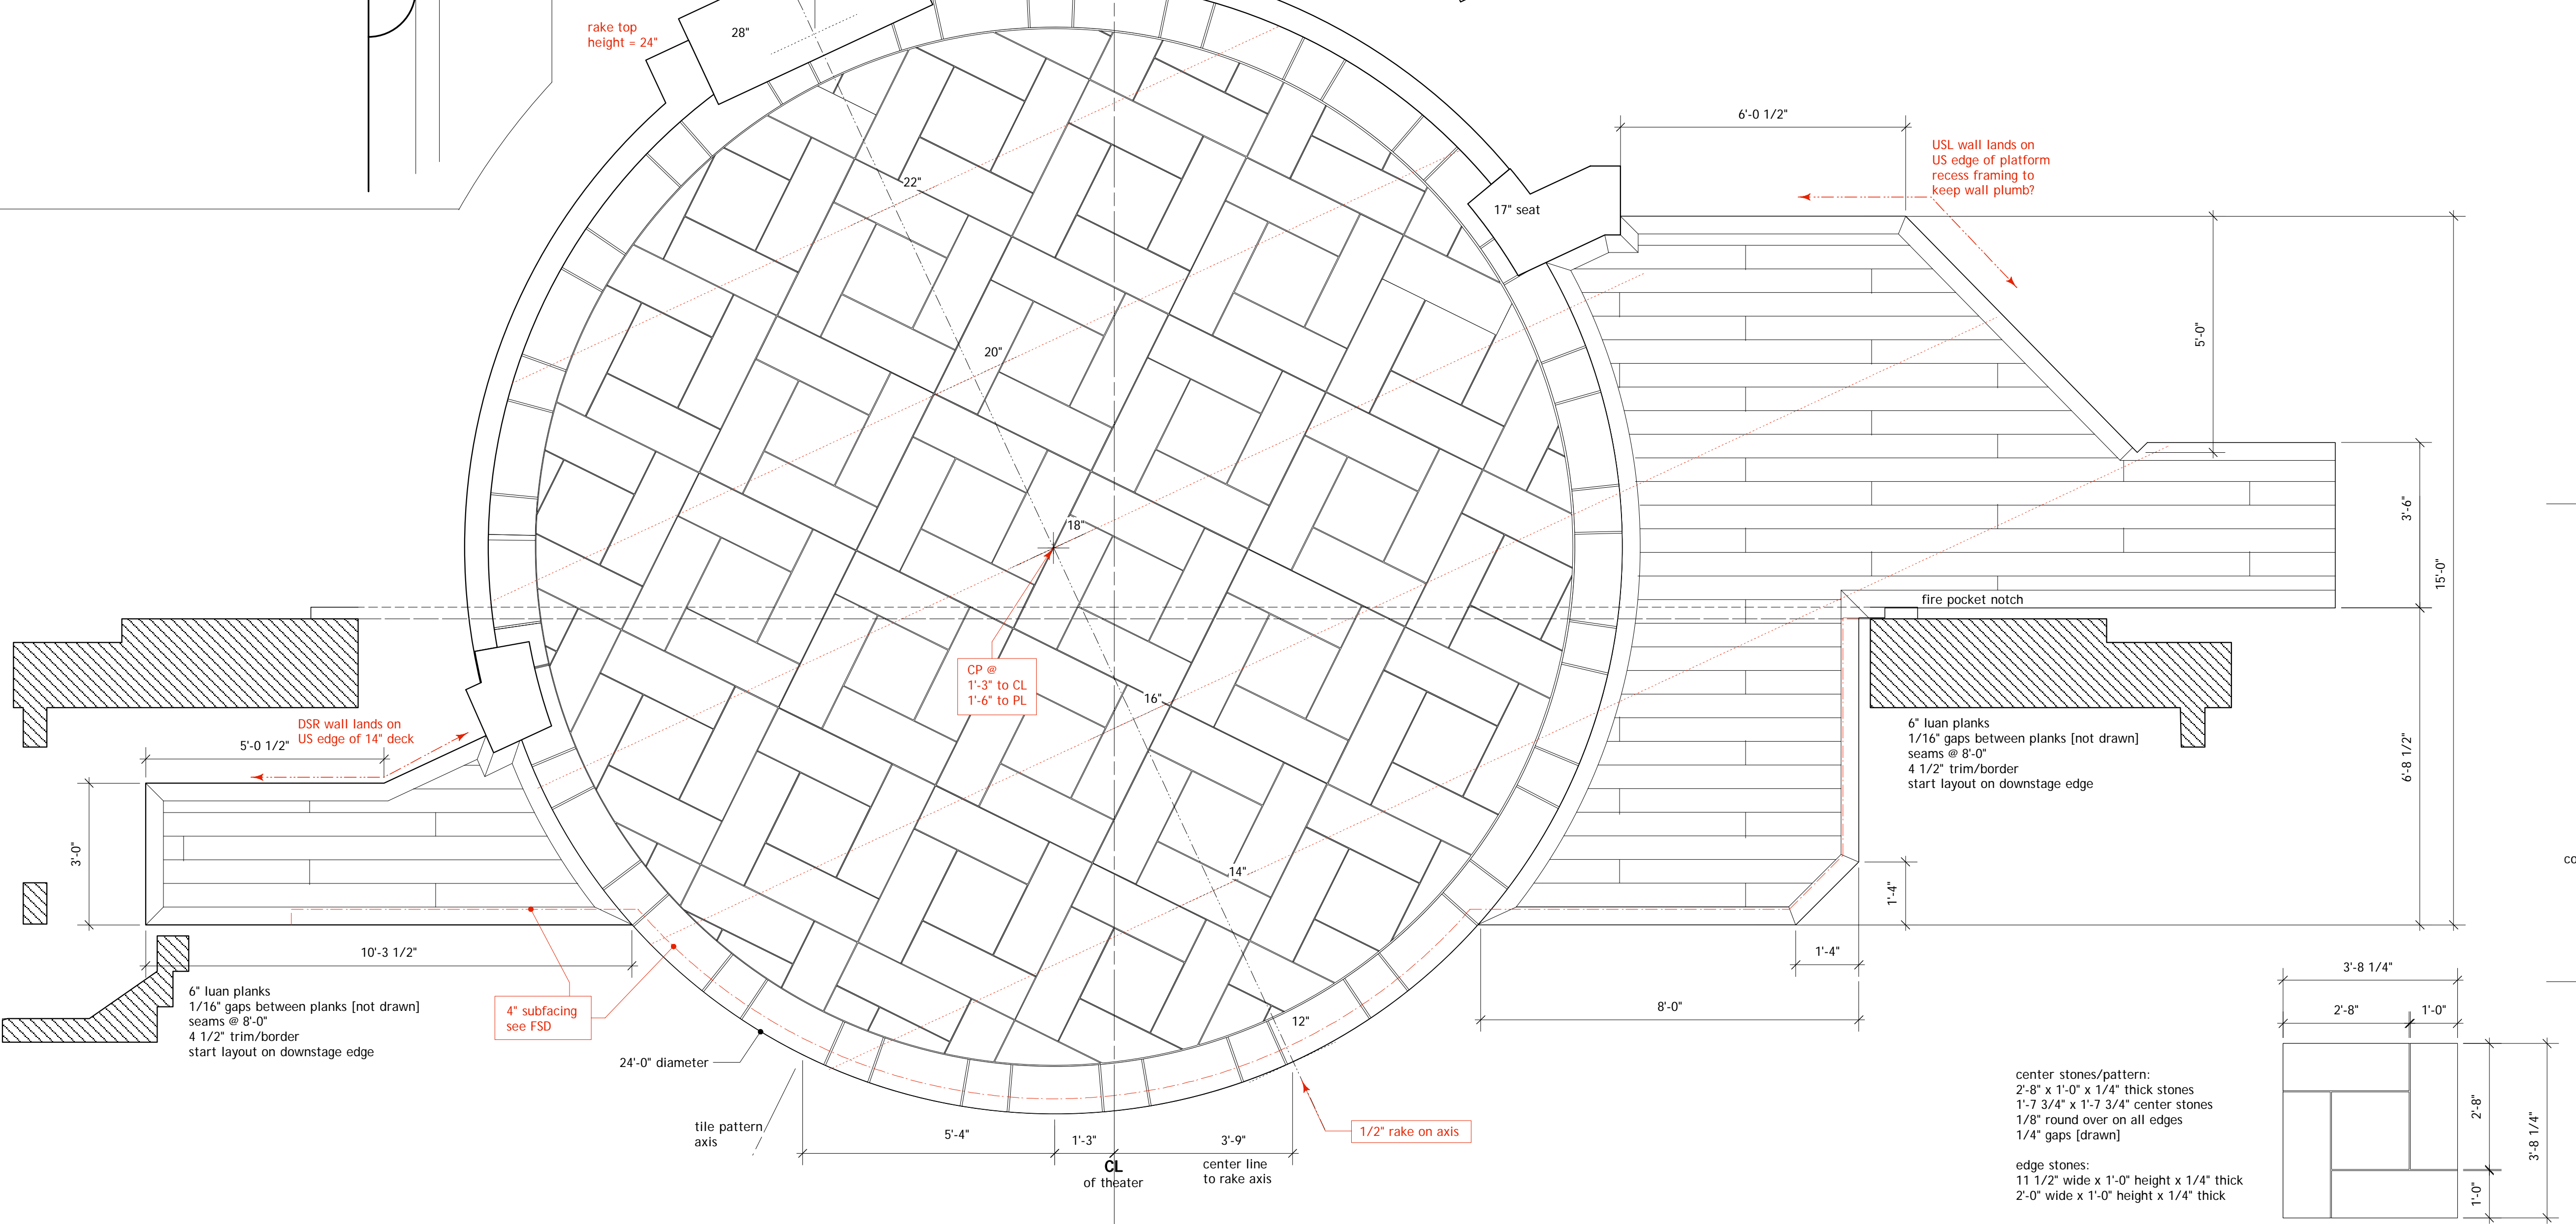 rake top
height = 24"
28"
6'-0 1/2"
USL wall lands on
US edge of platform
recess framing to
keep wall plumb?
22"
17" seat
5'-0"
20"
3'-6"
18"
15'-0"
fire pocket notch
CP @
1'-3" to CL
1'-6" to PL
16"
DSR wall lands on
US edge of 14" deck
5'-0 1/2"
6" luan planks
1/16" gaps between planks [not drawn]
seams @ 8'-0"
4 1/2" trim/border
start layout on downstage edge
6'-8 1/2"
3'-0"
14"
1'-4"
10'-3 1/2"
1'-4"
3'-8 1/4"
6" luan planks
1/16" gaps between planks [not drawn]
seams @ 8'-0"
4 1/2" trim/border
start layout on downstage edge
4" subfacing
see FSD
12"
8'-0"
2'-8"
1'-0"
24'-0" diameter
center stones/pattern:
2'-8" x 1'-0" x 1/4" thick stones
1'-7 3/4" x 1'-7 3/4" center stones
1/8" round over on all edges
1/4" gaps [drawn]
2'-8"
3'-8 1/4"
tile pattern
axis
5'-4"
1'-3"
3'-9"
1/2" rake on axis
CL
of theater
center line
to rake axis
edge stones:
11 1/2" wide x 1'-0" height x 1/4" thick
2'-0" wide x 1'-0" height x 1/4" thick
1'-0"